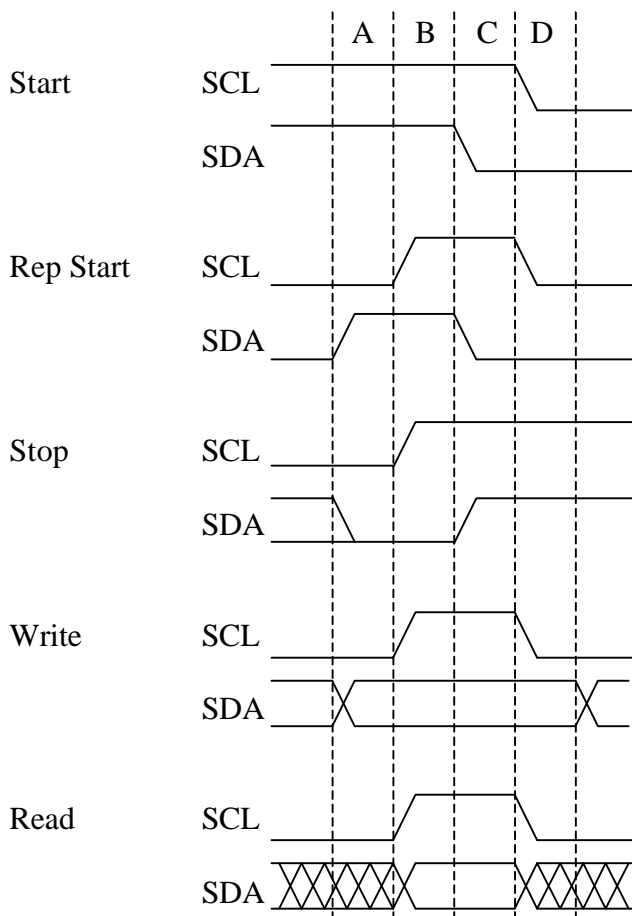 A B C D
Start SCL
SDA
Rep Start SCL
SDA
Stop SCL
SDA
Write SCL
SDA
Read SCL
SDA